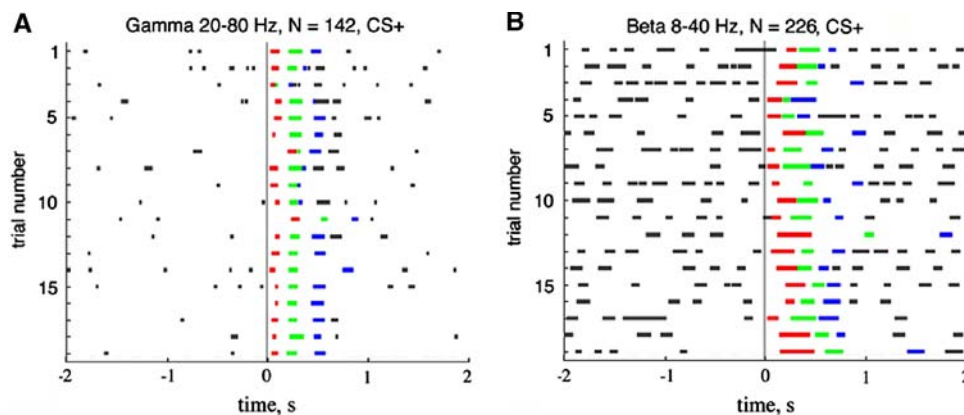 A
Gamma 20-80 Hz, N = 142, CS+
trial number
1
5
10
15
-2
-1
0
1
2
time, s
B
Beta 8-40 Hz, N = 226, CS+
trial number
1
5
10
15
-2
-1
0
1
2
time, s